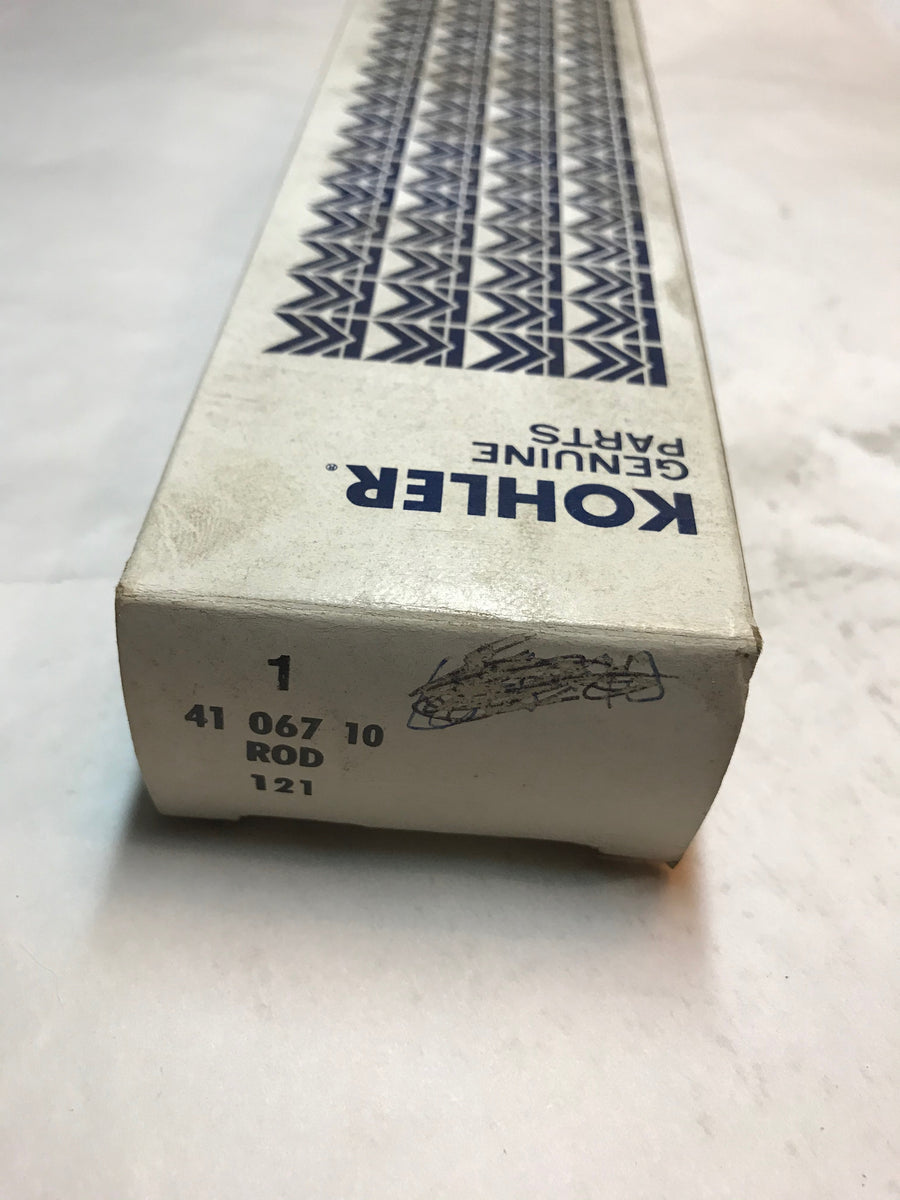 KOHLER®
GENUINE
PARTS
1
41 067 10
ROD
121